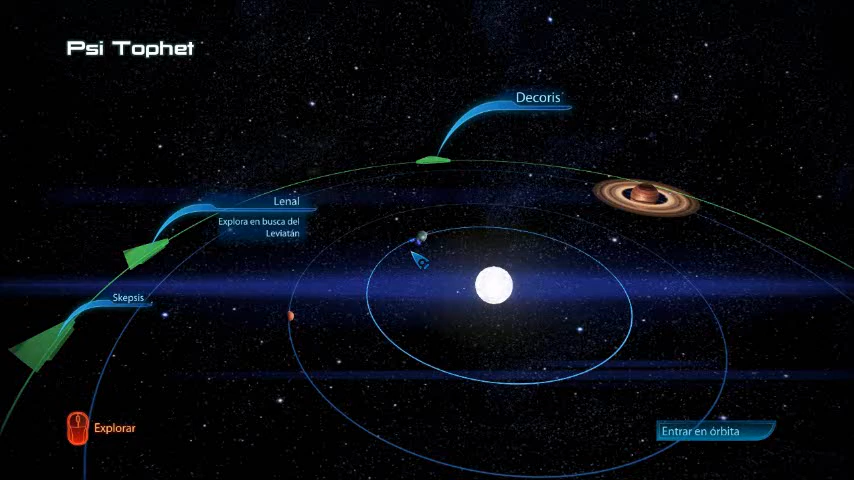 Psi Tophet
Decoris
Lenal
Explora en busca del
Leviatán
Skepsis
Explorar
Entrar en órbita